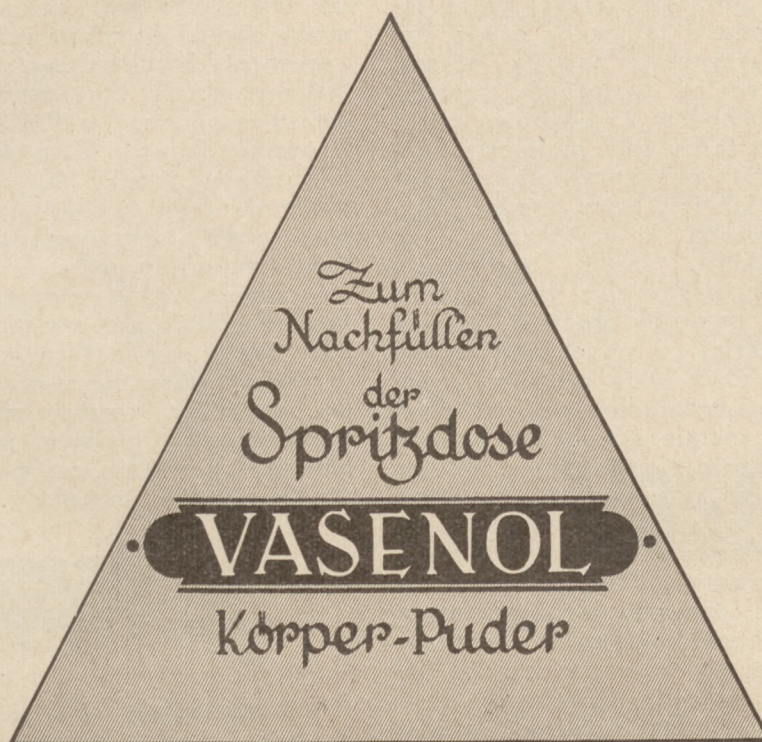 Zum
Nachfüllen
der
Spritzdose
VASENOL
Körper-Puder